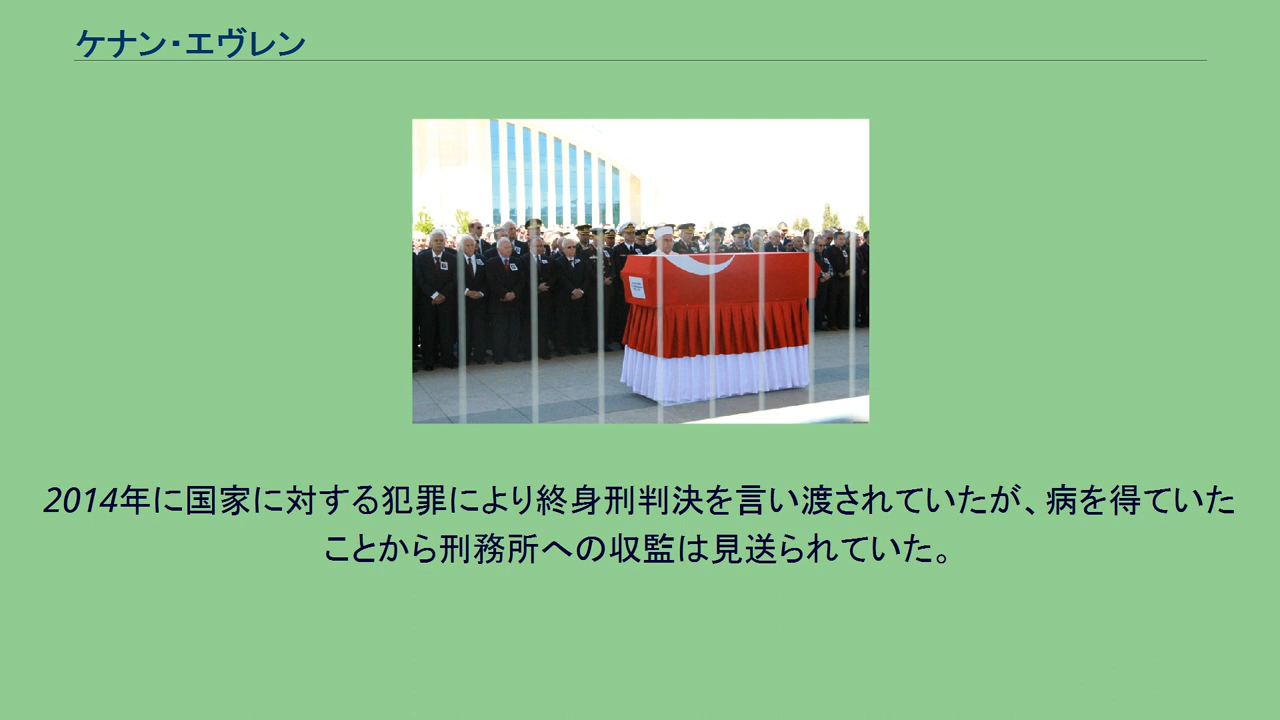 ケナン・エヴレン
2014年に国家に対する犯罪により終身刑判決を言い渡されていたが、病を得ていた
ことから刑務所への収監は見送られていた。